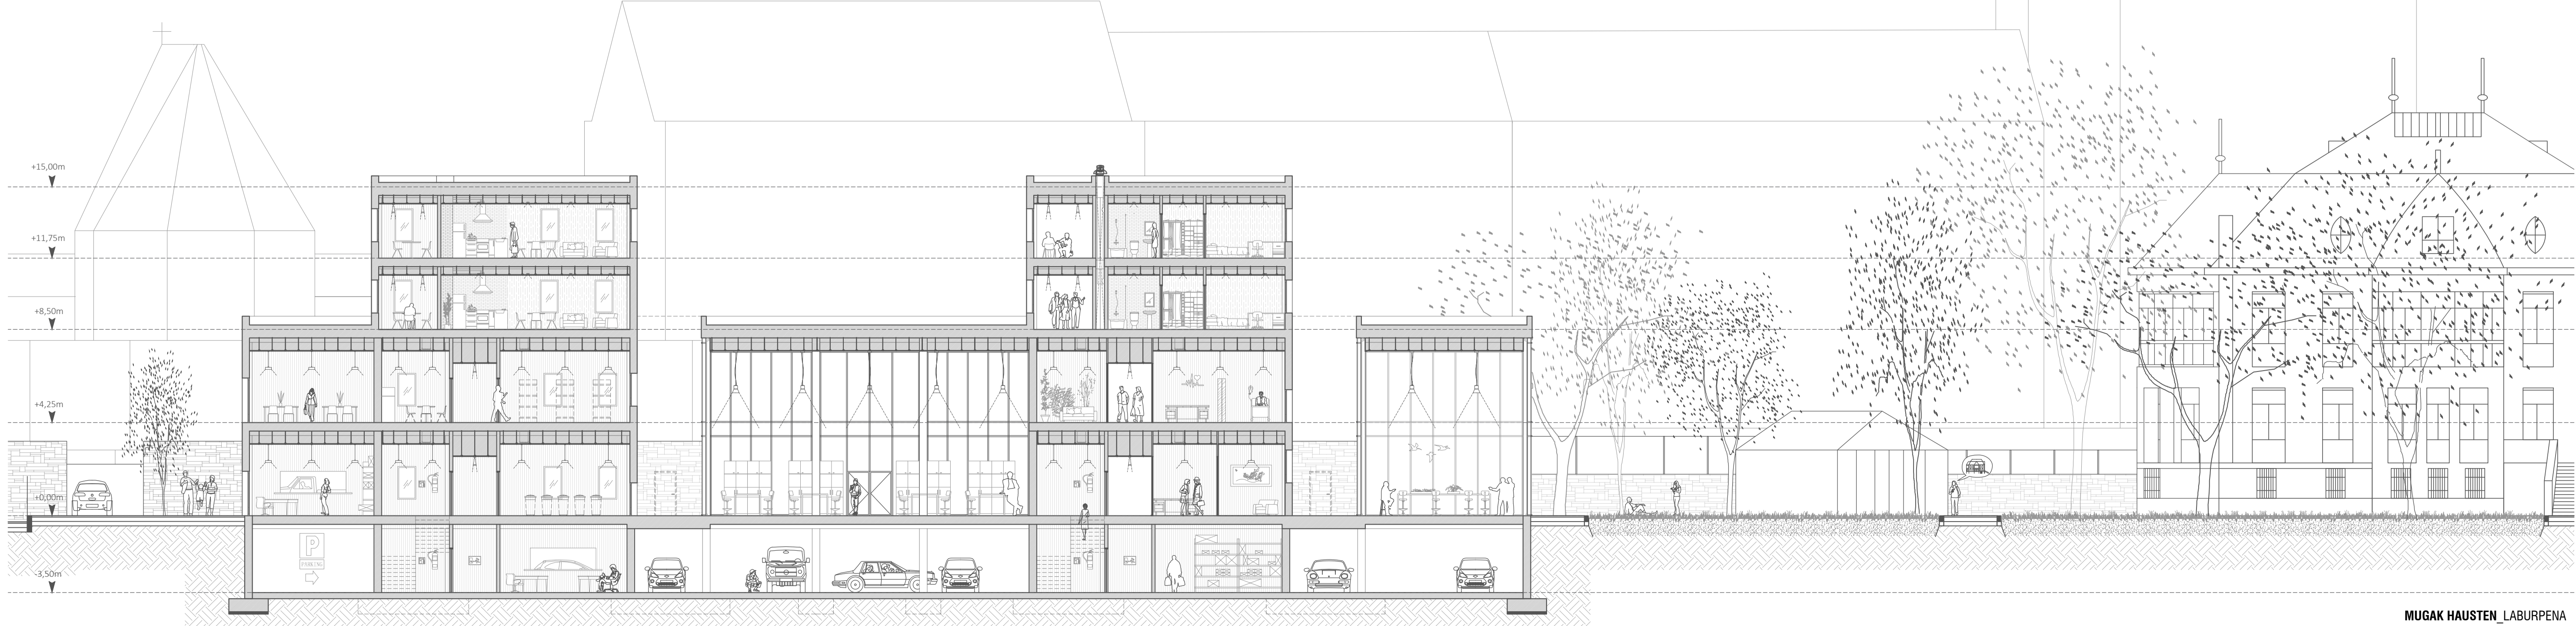 +15,00m
+11,75m
+8,50m
+4,25m
+0,00m
-3,50m
P
PARKING
MUGAK HAUSTEN_LABURPENA